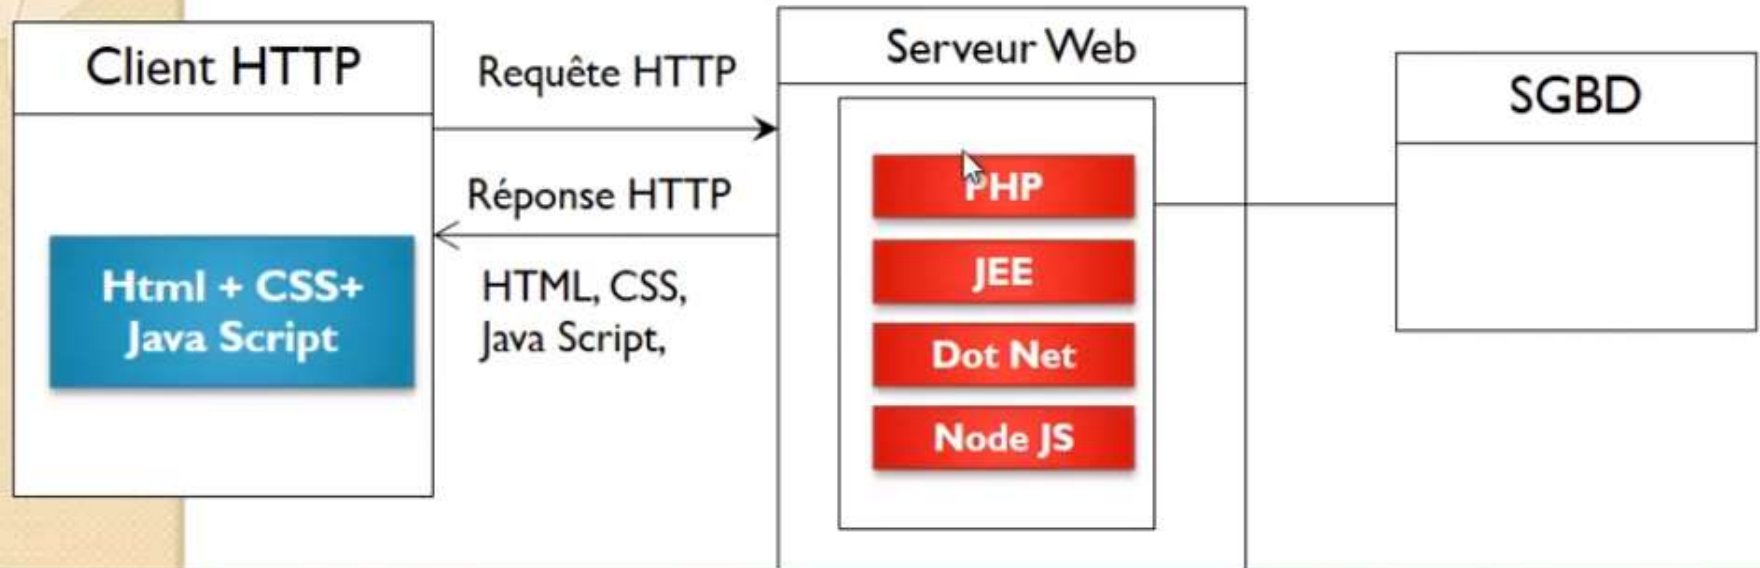 Client HTTP
Html + CSS+
Java Script
Requête HTTP
Réponse HTTP
HTML, CSS,
Java Script,
Serveur Web
PHP
JEE
Dot Net
Node JS
SGBD